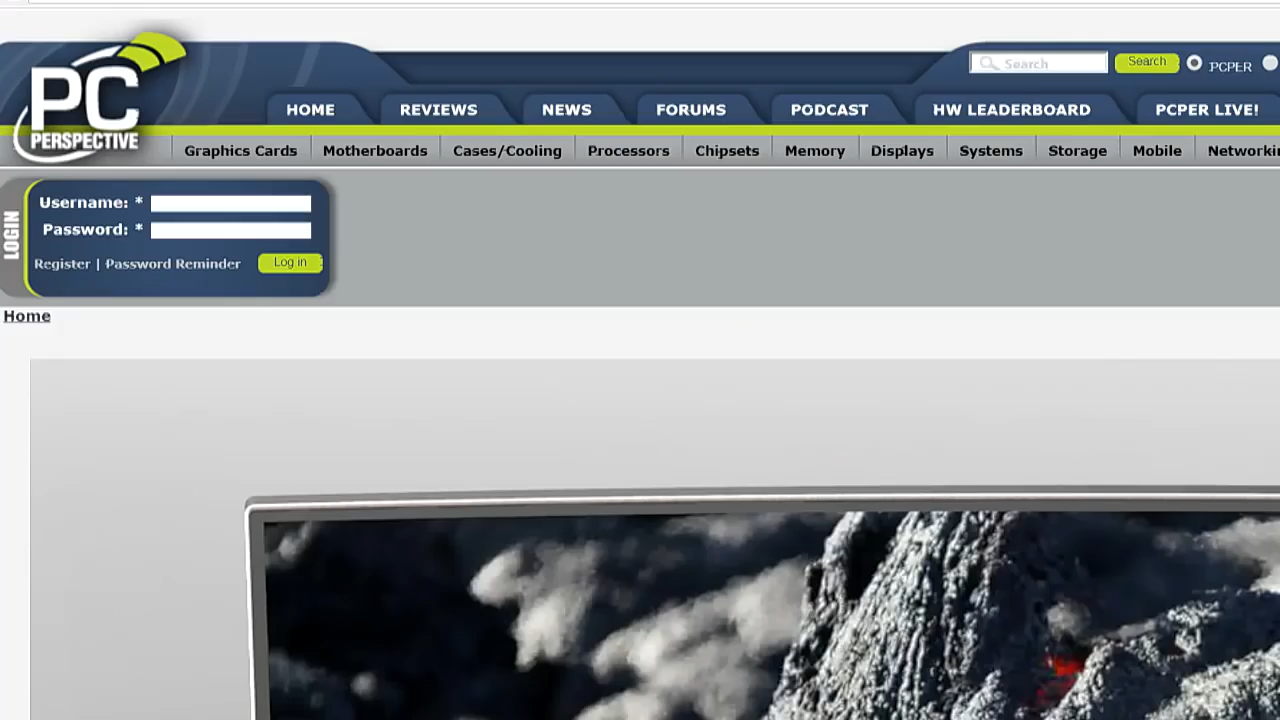 Search Search PCPER
PC
PERSPECTIVE
HOME REVIEWS NEWS FORUMS PODCAST HW LEADERBOARD PCPER LIVE!
Graphics Cards Motherboards Cases/Cooling Processors Chipsets Memory Displays Systems Storage Mobile Networkin
LOGIN
Username: *
Password: *
Register | Password Reminder Log in
Home